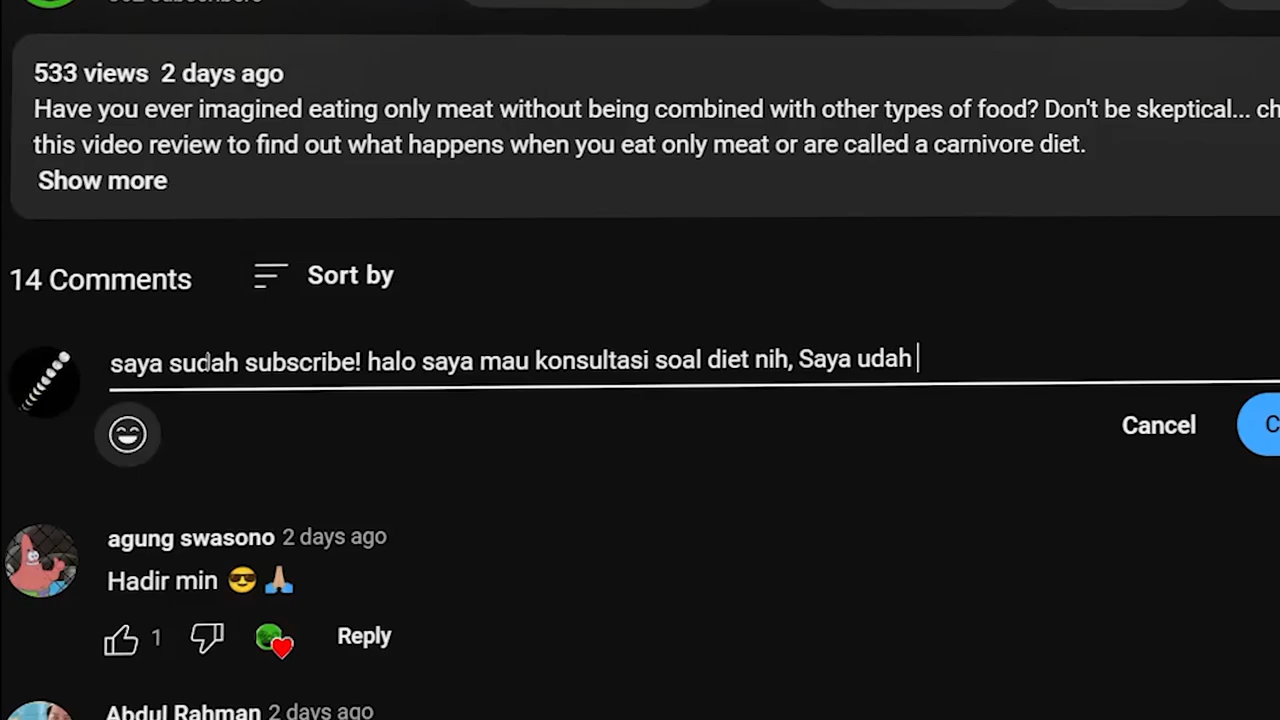 533 views 2 days ago
Have you ever imagined eating only meat without being combined with other types of food? Don't be skeptical...
this video review to find out what happens when you eat only meat or are called a carnivore diet.
Show more
14 Comments
Sort by
saya sudah subscribe! halo saya mau konsultasi soal diet nih, Saya udah
Cancel
agung swasono 2 days ago
Hadir min 😎🙏🏼
1
Reply
Abdul Rahman 2 days ago